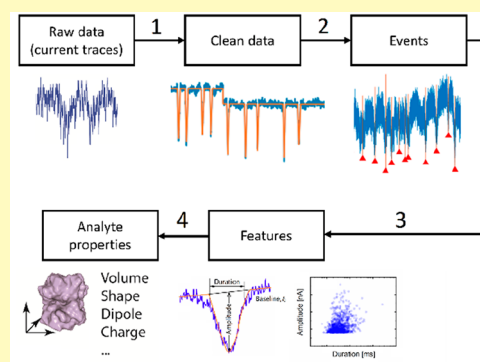 Raw data
(current traces)
1
Clean data
2
Events
Analyte
properties
4
Features
3
Volume
Shape
Dipole
Charge
...
Duration
Amplitude
Baseline, I₀
Amplitude [nA]
Duration [ms]